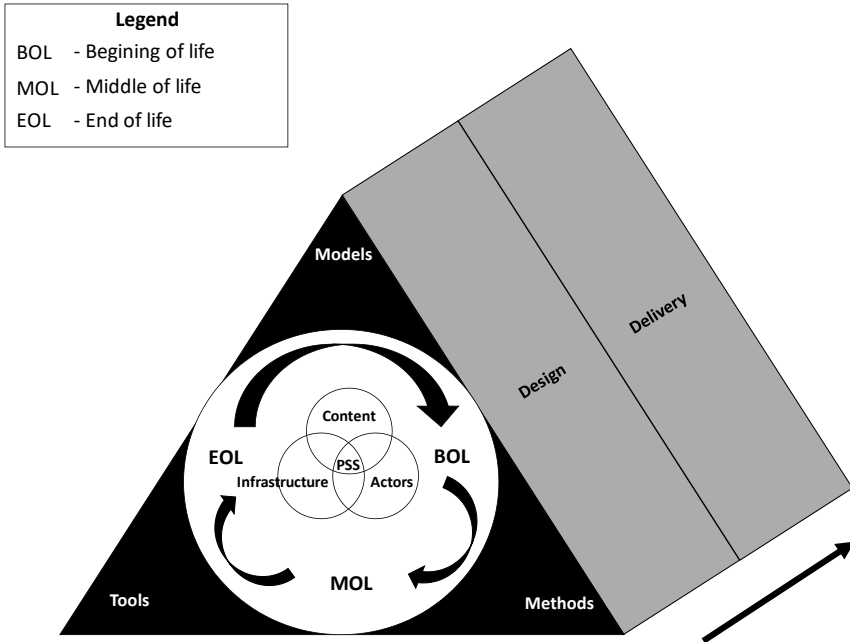 Legend
BOL - Begining of life
MOL - Middle of life
EOL - End of life
Models
Delivery
Design
Content
EOL
PSS
BOL
Infrastructure
Actors
MOL
Tools
Methods